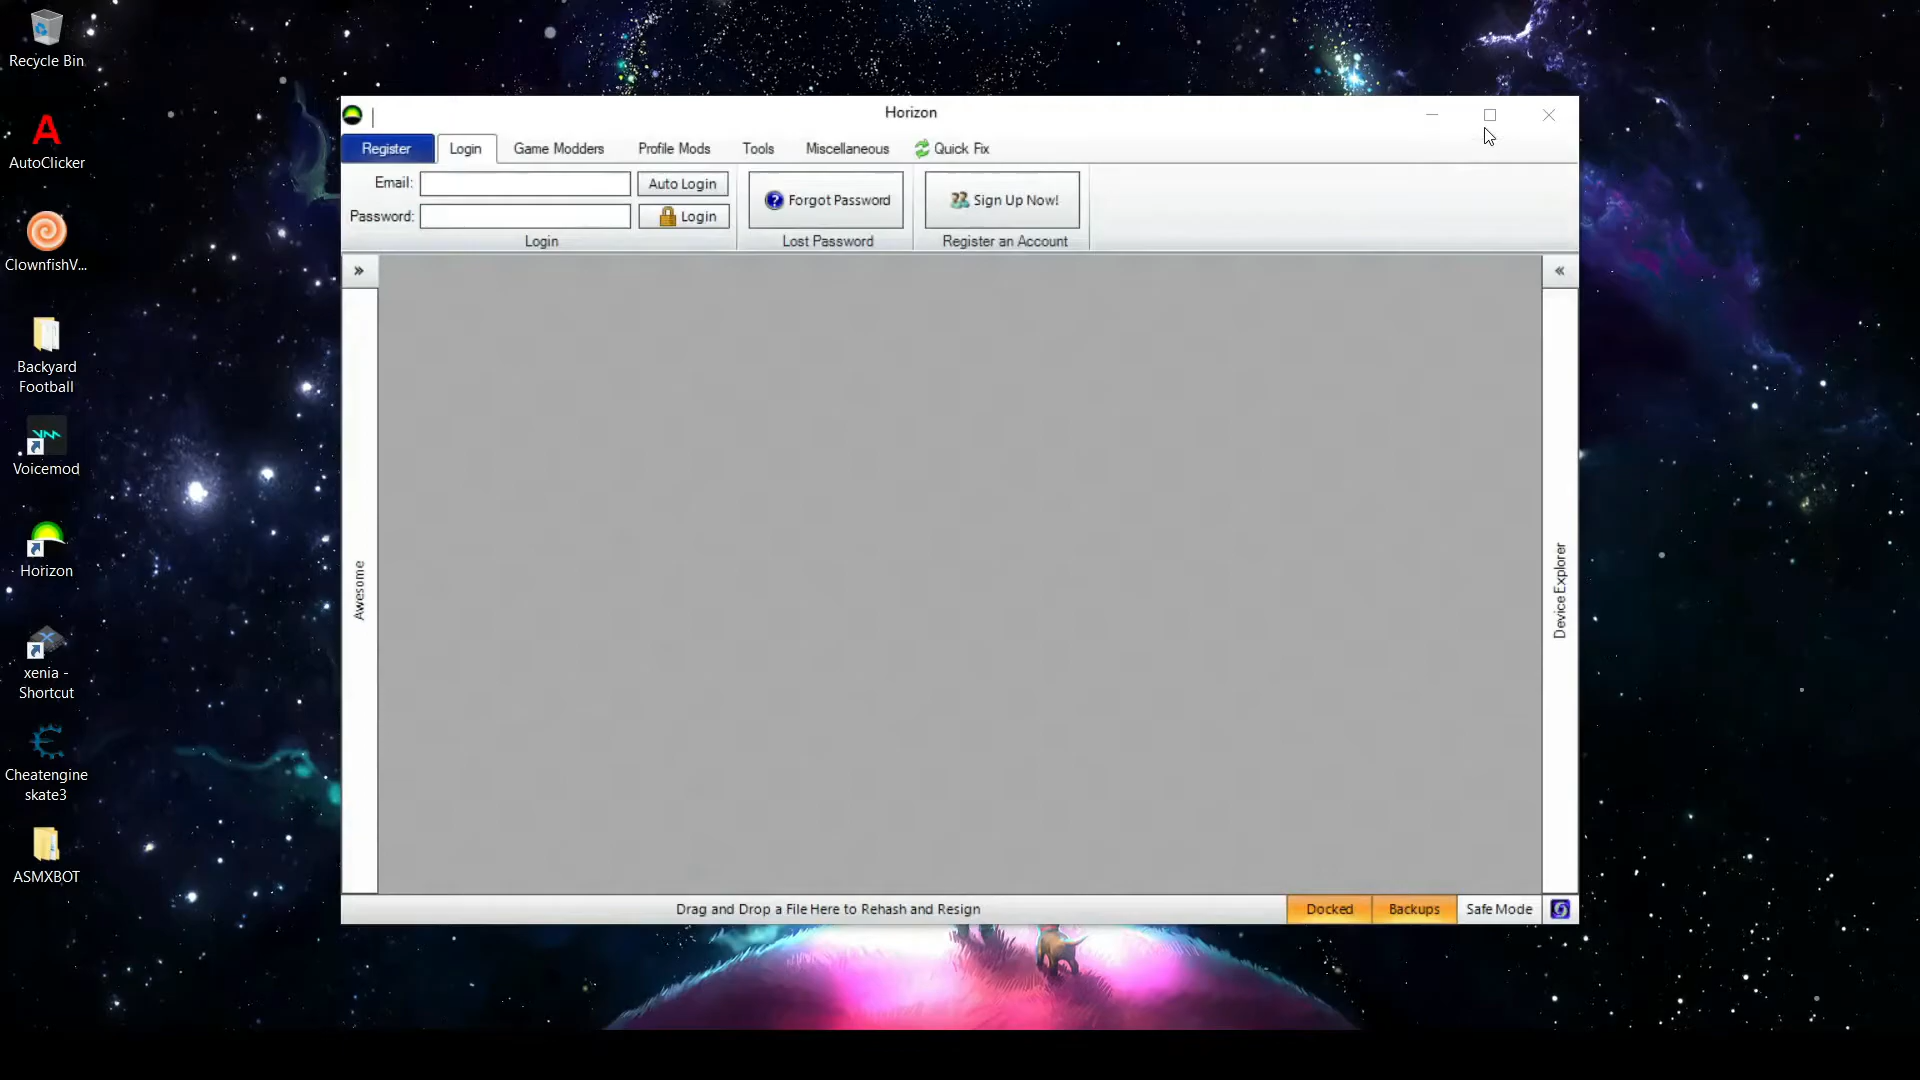 Recycle Bin
AutoClicker
ClownfishV...
Backyard
Football
Voicemod
Horizon
xenia -
Shortcut
Cheatengine
skate3
ASMXBOT
Horizon
Register
Login
Game Modders
Profile Mods
Tools
Miscellaneous
Quick Fix
Email:
Auto Login
Password:
Login
Login
Forgot Password
Lost Password
Sign Up Now!
Register an Account
»
«
Awesome
Device Explorer
Drag and Drop a File Here to Rehash and Resign
Docked
Backups
Safe Mode